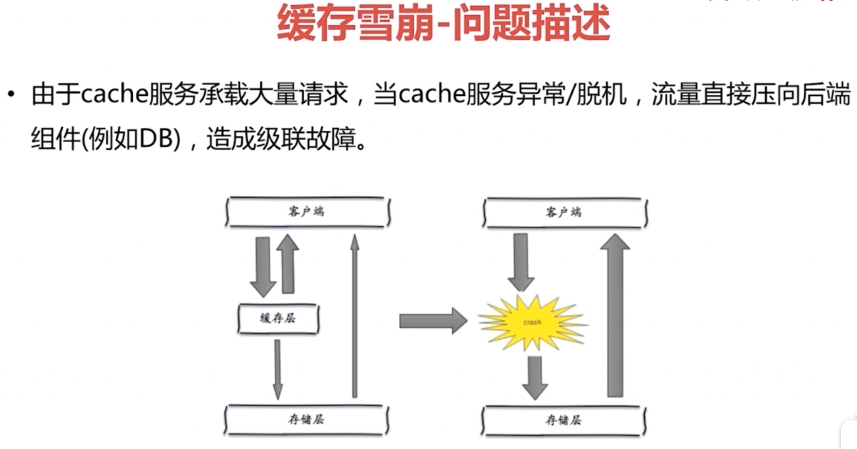 缓存雪崩-问题描述
• 由于cache服务承载大量请求，当cache服务异常/脱机，流量直接压向后端
组件(例如DB)，造成级联故障。
客户端
客户端
缓存层
crash
存储层
存储层